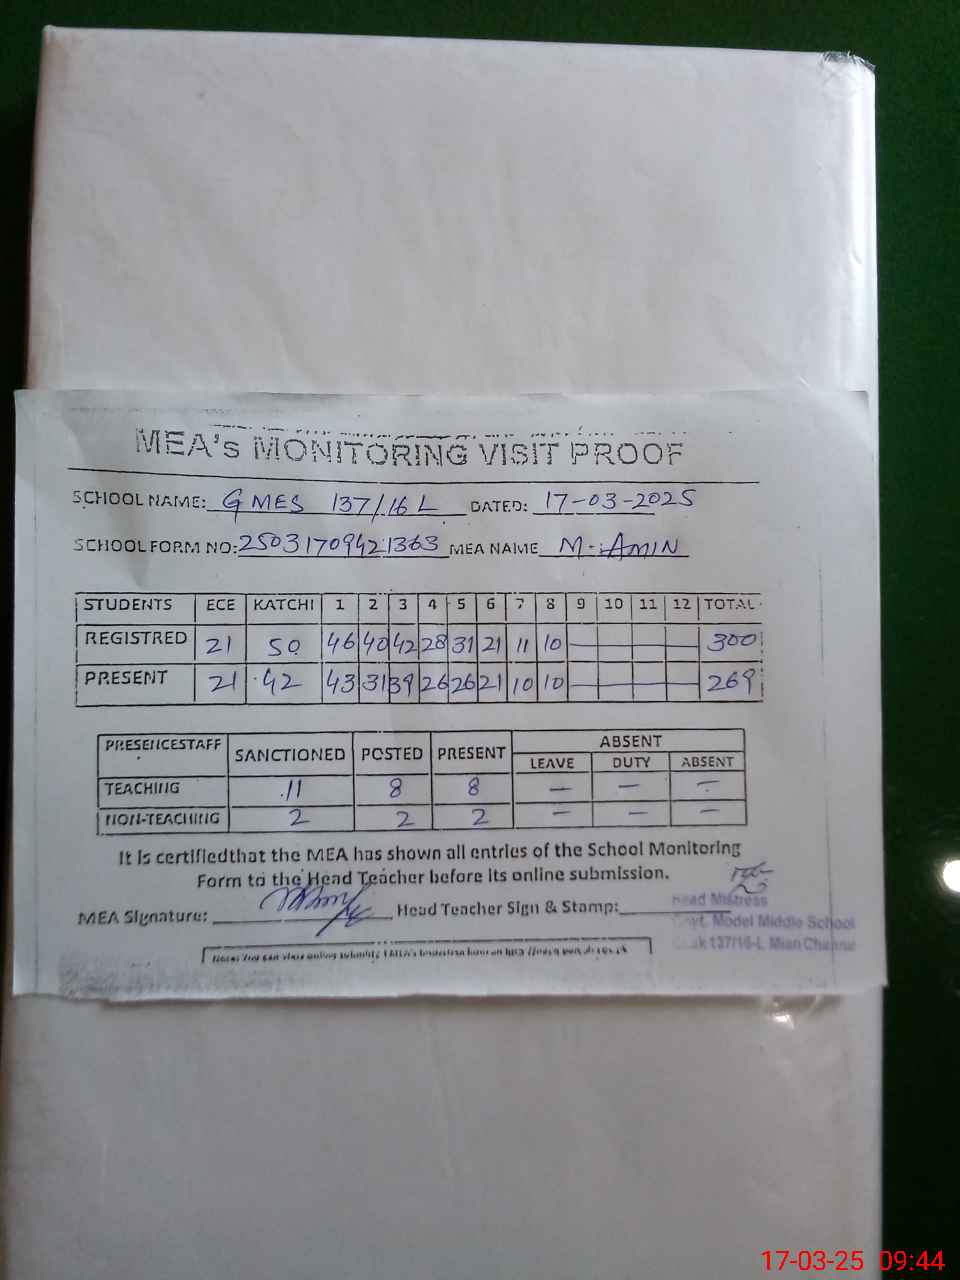 MEA's MONITORING VISIT PROOF
SCHOOL NAME: GMES 137/16 L DATED: 17-03-2025
SCHOOL FORM NO: 25031709421363 MEA NAME M. AMIN
STUDENTS ECE KATCHI 1 2 3 4 5 6 7 8 9 10 11 12 TOTAL
REGISTRED 21 50 46 40 42 28 31 21 11 10 — — — — 300
PRESENT 21 42 43 31 39 26 26 21 10 10 — — — — 269
PRESENCESTAFF SANCTIONED POSTED PRESENT ABSENT
LEAVE DUTY ABSENT
TEACHING 11 8 8 — — —
NON-TEACHING 2 2 2 — — —
It is certifiedthat the MEA has shown all entries of the School Monitoring
Form to the Head Teacher before its online submission.
MEA Signature: Head Teacher Sign & Stamp:
Head Mistress
Govt. Model Middle School
137/16-L Mian Channu
17-03-25 09:44